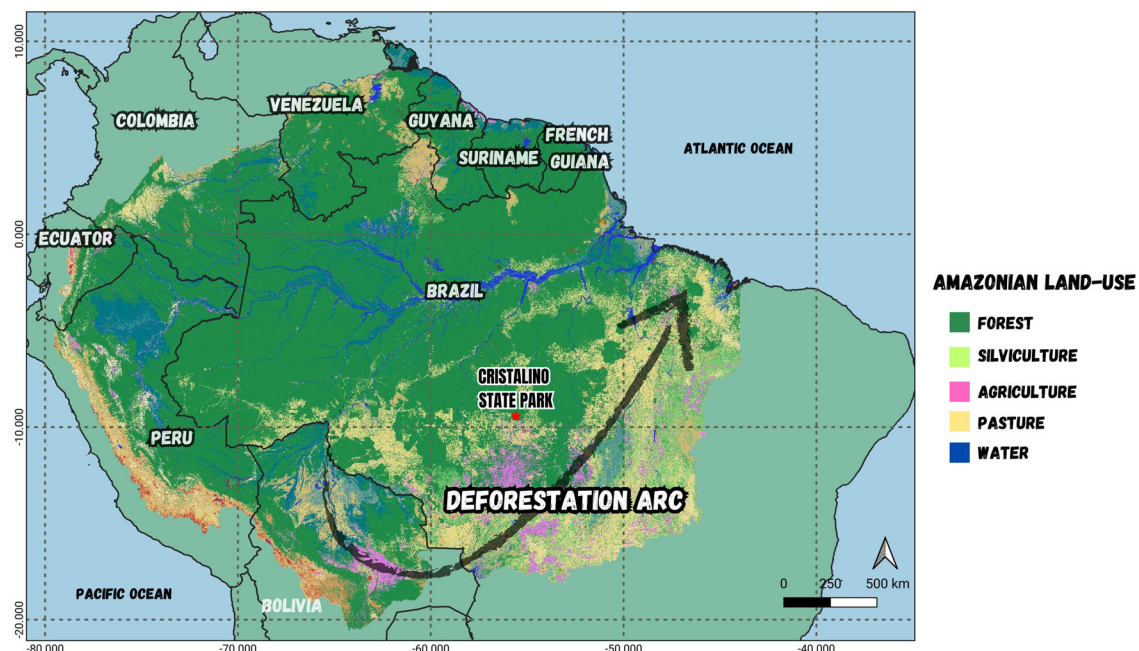 10.000
0.000
-10.000
-20.000
-80.000
-70.000
-60.000
-50.000
-40.000
VENEZUELA
COLOMBIA
GUYANA
FRENCH
GUIANA
SURINAME
ATLANTIC OCEAN
ECUATOR
BRAZIL
CRISTALINO
STATE PARK
PERU
DEFORESTATION ARC
PACIFIC OCEAN
BOLIVIA
0 250 500 km
AMAZONIAN LAND-USE
FOREST
SILVICULTURE
AGRICULTURE
PASTURE
WATER